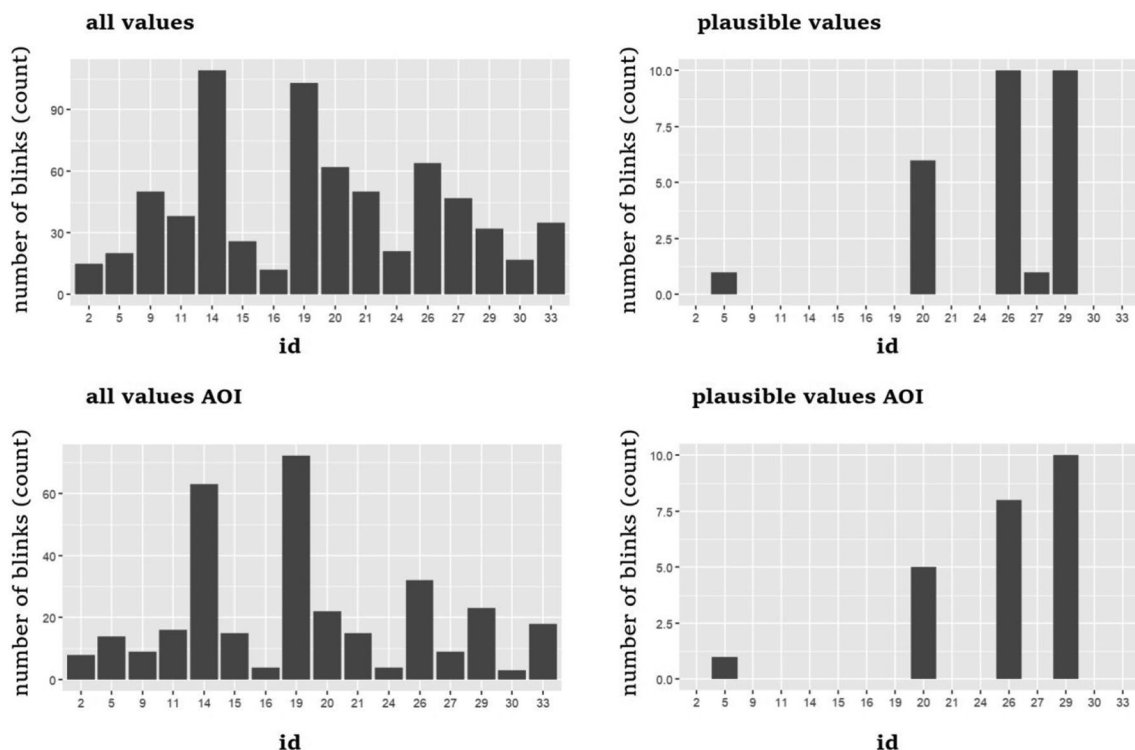 all values
number of blinks (count)
90
60
30
0
2 5 9 11 14 15 16 19 20 21 24 26 27 29 30 33
id
plausible values
number of blinks (count)
10.0
7.5
5.0
2.5
0.0
2 5 9 11 14 15 16 19 20 21 24 26 27 29 30 33
id
all values AOI
number of blinks (count)
60
40
20
0
2 5 9 11 14 15 16 19 20 21 24 26 27 29 30 33
id
plausible values AOI
number of blinks (count)
10.0
7.5
5.0
2.5
0.0
2 5 9 11 14 15 16 19 20 21 24 26 27 29 30 33
id